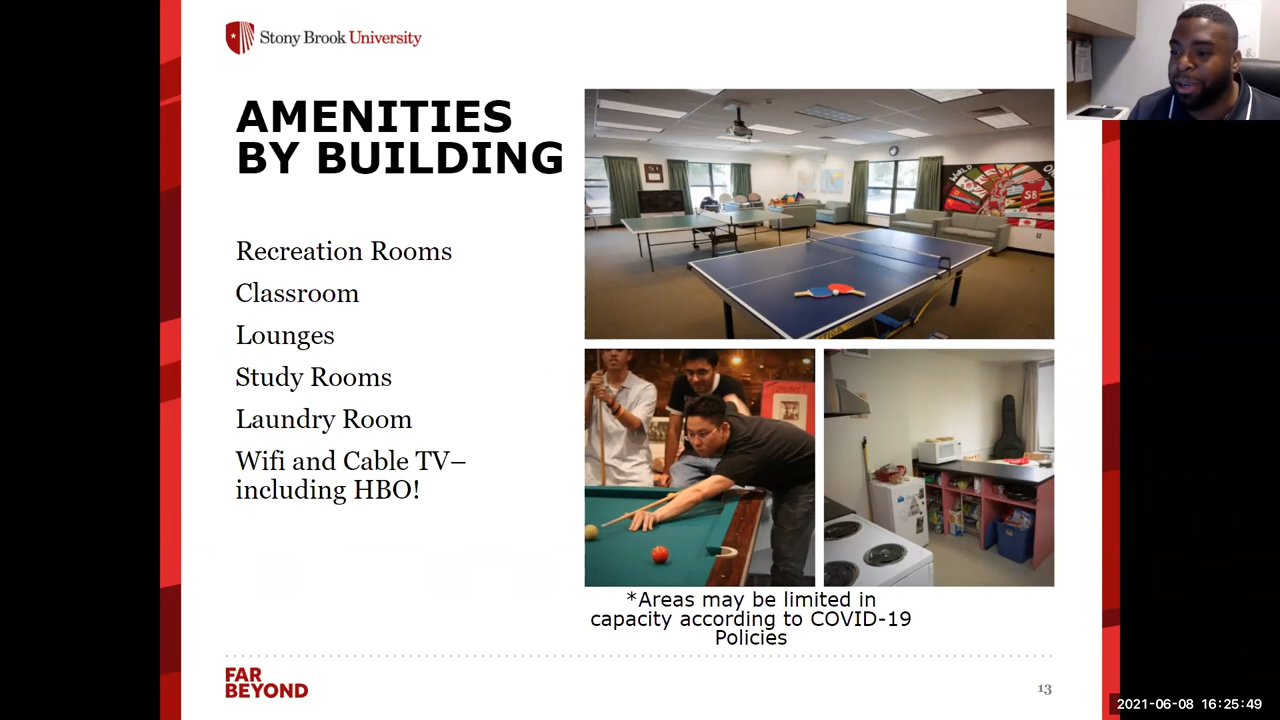 Stony Brook University
AMENITIES
BY BUILDING
Recreation Rooms
Classroom
Lounges
Study Rooms
Laundry Room
Wifi and Cable TV–
including HBO!
SB
*Areas may be limited in
capacity according to COVID-19
Policies
FAR
BEYOND
13
2021-06-08 16:25:49